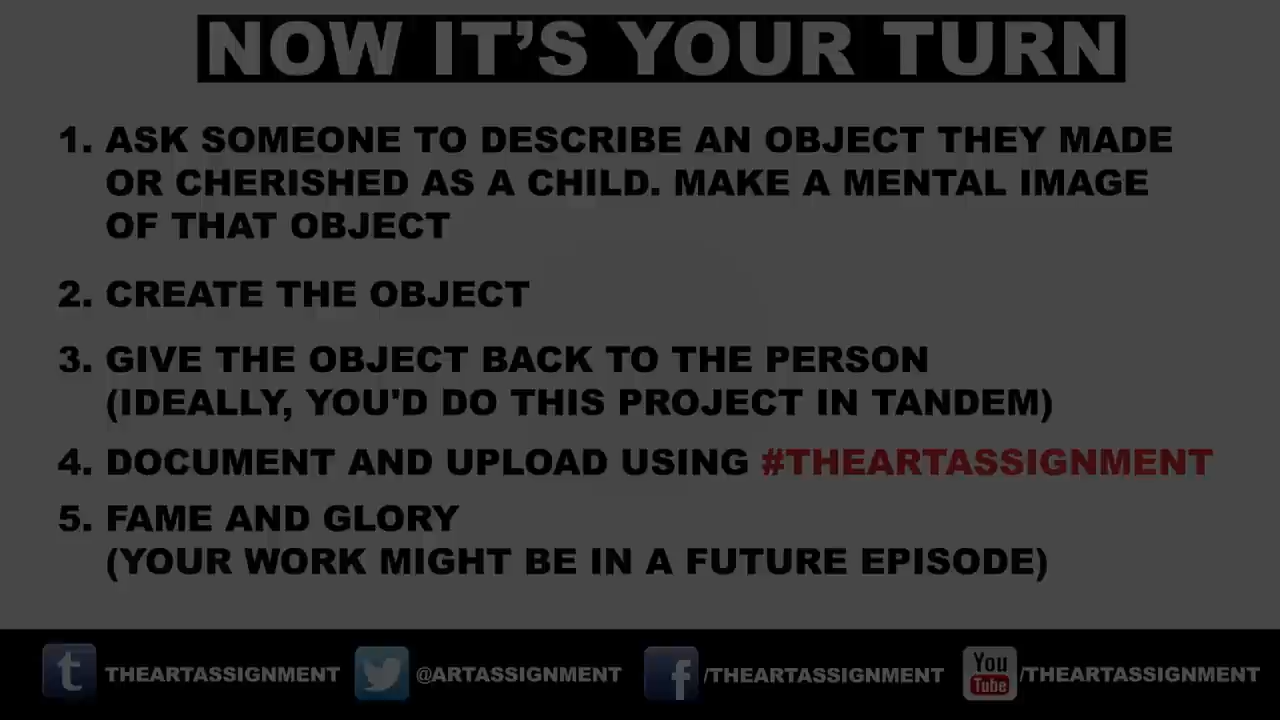 NOW IT'S YOUR TURN
1. ASK SOMEONE TO DESCRIBE AN OBJECT THEY MADE
OR CHERISHED AS A CHILD. MAKE A MENTAL IMAGE
OF THAT OBJECT
2. CREATE THE OBJECT
3. GIVE THE OBJECT BACK TO THE PERSON
(IDEALLY, YOU'D DO THIS PROJECT IN TANDEM)
4. DOCUMENT AND UPLOAD USING #THEARTASSIGNMENT
5. FAME AND GLORY
(YOUR WORK MIGHT BE IN A FUTURE EPISODE)
t THEARTASSIGNMENT @ARTASSIGNMENT f /THEARTASSIGNMENT You Tube /THEARTASSIGNMENT